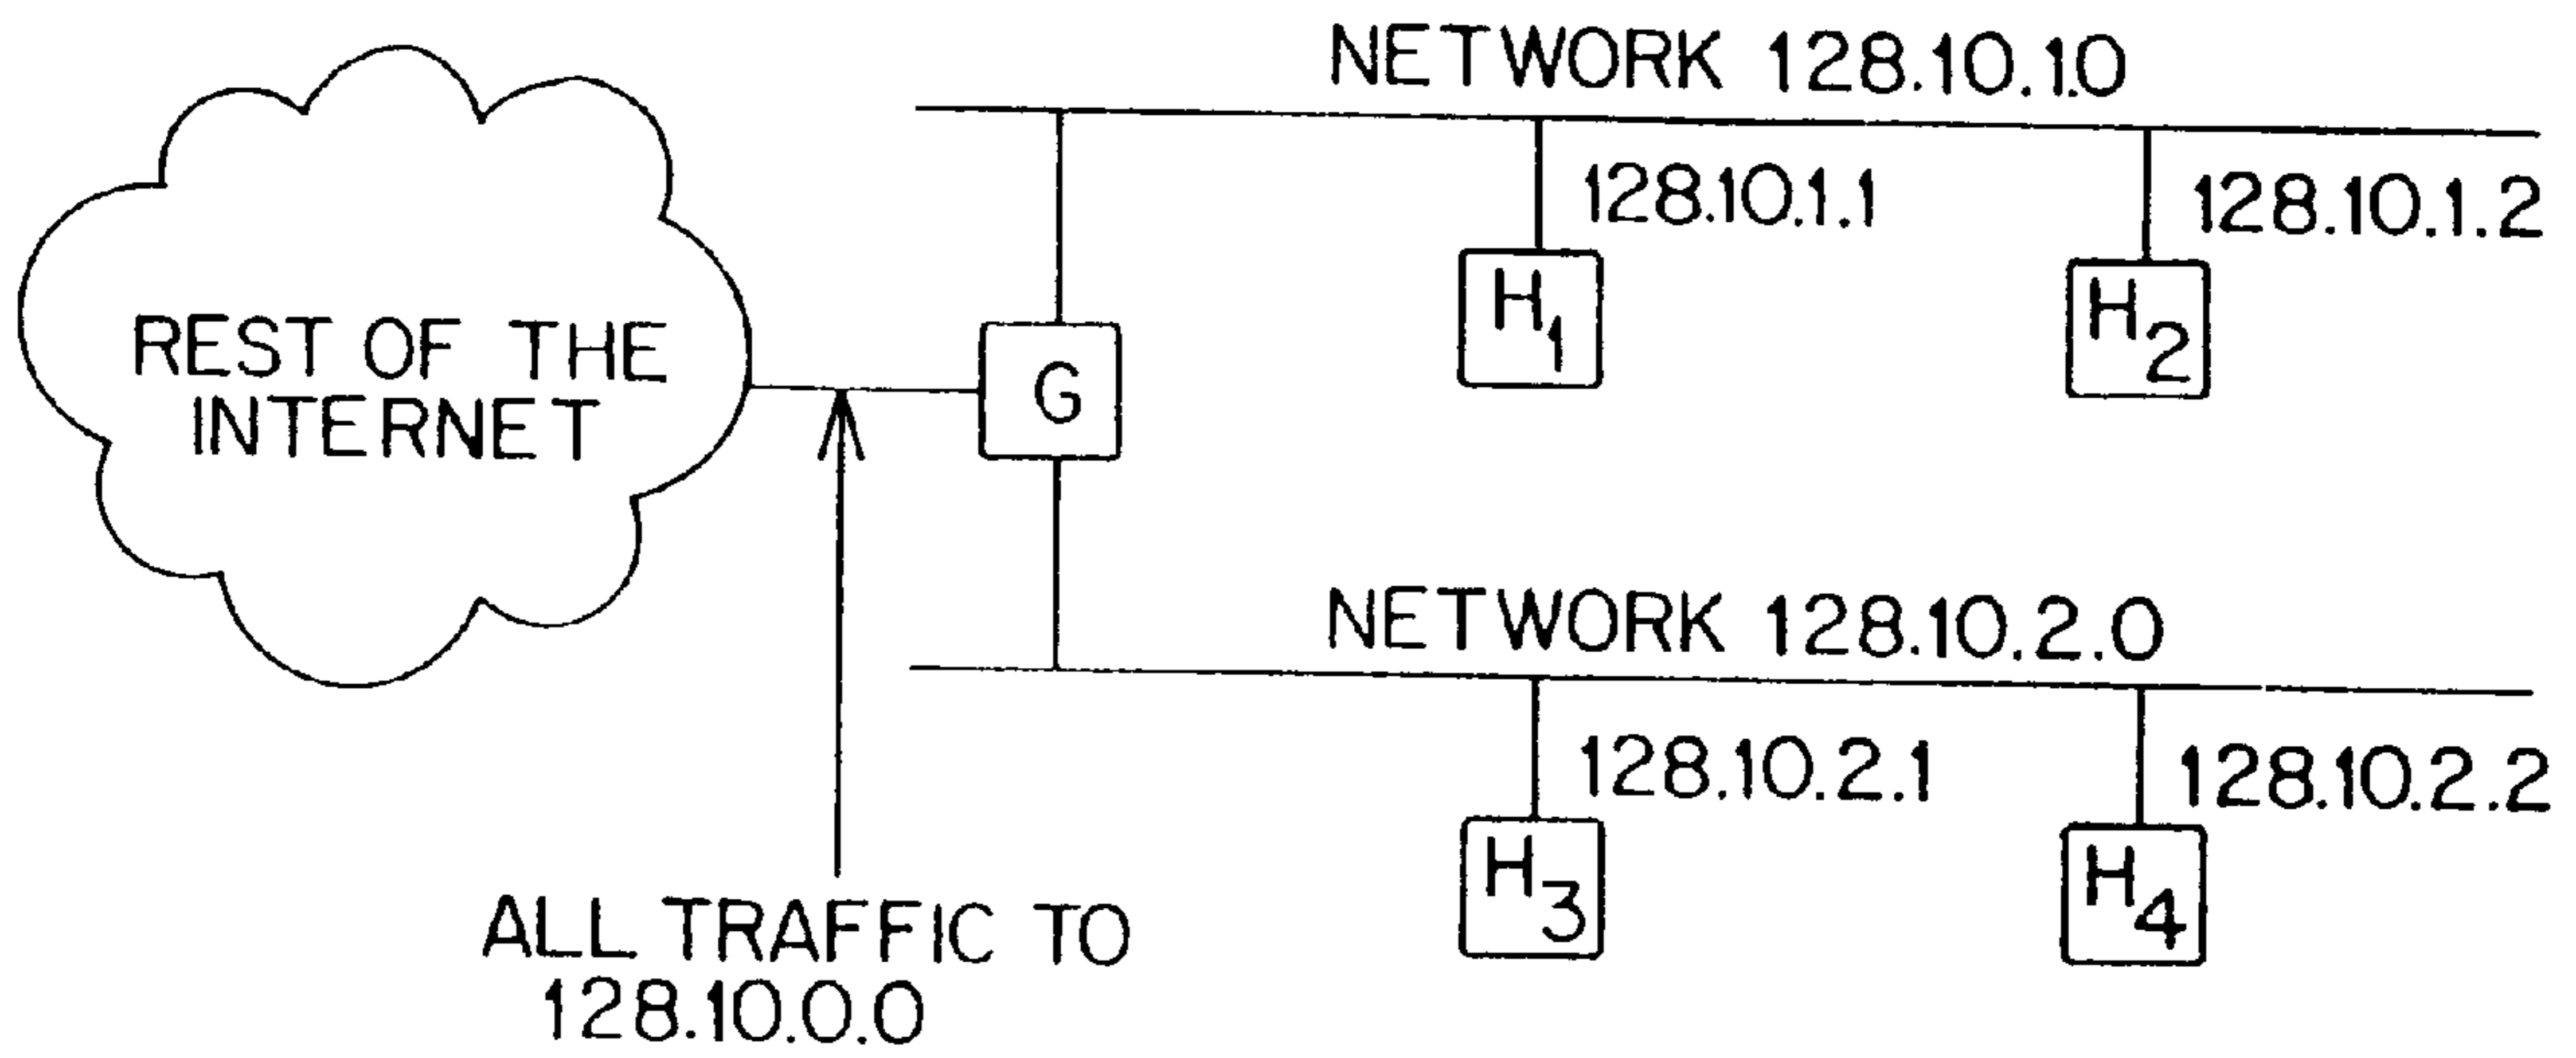 NETWORK 128.10.1.0
128.10.1.1
128.10.1.2
H1
H2
REST OF THE
INTERNET
G
NETWORK 128.10.2.0
128.10.2.1
128.10.2.2
H3
H4
ALL TRAFFIC TO
128.10.0.0